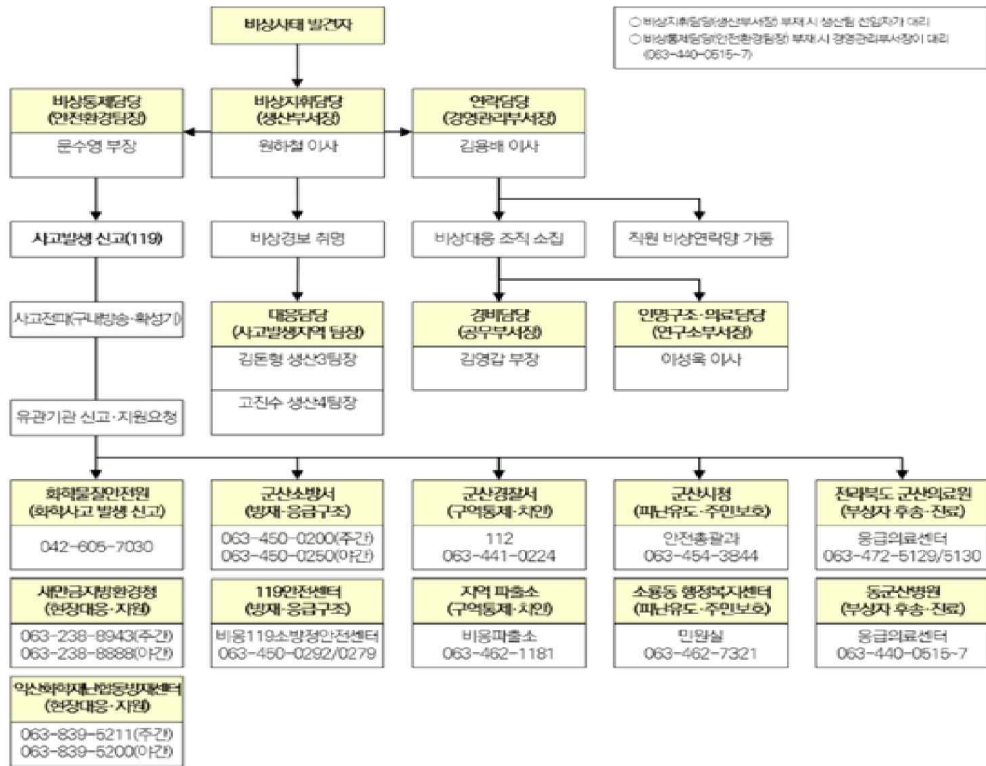 비상사태 발견자
○ 비상지휘담당(생산부서장) 부재 시 생산팀 선임자가 대리
○ 비상통제담당(안전환경팀장) 부재 시 경영관리부서장이 대리
(063-440-0515~7)
비상통제담당
(안전환경팀장)
문수영 부장
비상지휘담당
(생산부서장)
원하철 이사
연락담당
(경영관리부서장)
김용배 이사
사고발생 신고(119)
비상경보 취명
비상대응 조직 소집
직원 비상연락망 가동
사고전파(구내방송·확성기)
대응담당
(사고발생지역 팀장)
김돈형 생산3팀장
고진수 생산4팀장
경비담당
(공무부서장)
김영갑 부장
인명구조·의료담당
(연구소부서장)
이성욱 이사
유관기관 신고·지원요청
화학물질안전원
(화학사고 발생 신고)
042-605-7030
군산소방서
(방재·응급구조)
063-450-0200(주간)
063-450-0250(야간)
군산경찰서
(구역통제·치안)
112
063-441-0224
군산시청
(피난유도·주민보호)
안전총괄과
063-454-3844
전라북도 군산의료원
(부상자 후송·진료)
응급의료센터
063-472-5129/5130
새만금지방환경청
(현장대응·지원)
063-238-8943(주간)
063-238-8888(야간)
119안전센터
(방재·응급구조)
비응119소방정안전센터
063-450-0292/0279
지역 파출소
(구역통제·치안)
비응파출소
063-462-1181
소룡동 행정복지센터
(피난유도·주민보호)
민원실
063-462-7321
동군산병원
(부상자 후송·진료)
응급의료센터
063-440-0515~7
익산화학재난합동방재센터
(현장대응·지원)
063-839-5211(주간)
063-839-5200(야간)